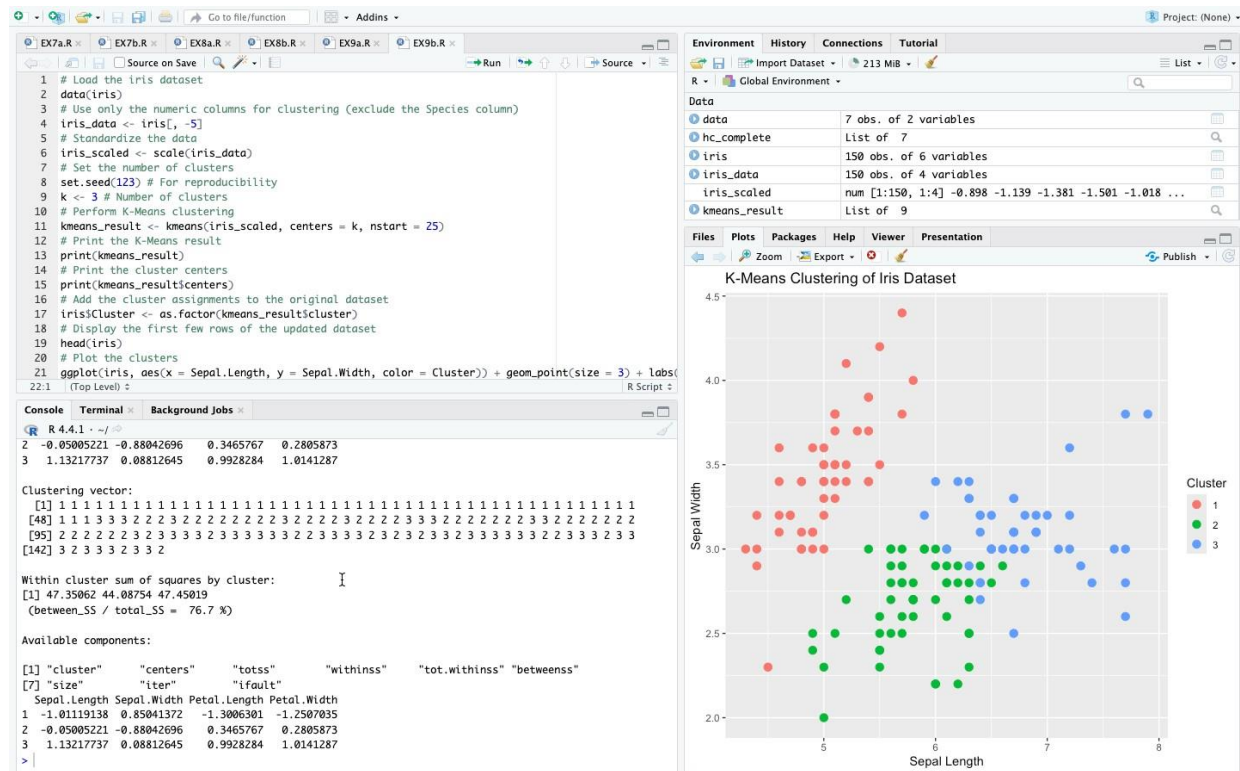 Go to file/function
Addins
Project: (None)
EX7a.R
EX7b.R
EX8a.R
EX8b.R
EX9a.R
EX9b.R
Source on Save
Run
Source
1 # Load the iris dataset
2 data(iris)
3 # Use only the numeric columns for clustering (exclude the Species column)
4 iris_data <- iris[, -5]
5 # Standardize the data
6 iris_scaled <- scale(iris_data)
7 # Set the number of clusters
8 set.seed(123) # For reproducibility
9 k <- 3 # Number of clusters
10 # Perform K-Means clustering
11 kmeans_result <- kmeans(iris_scaled, centers = k, nstart = 25)
12 # Print the K-Means result
13 print(kmeans_result)
14 # Print the cluster centers
15 print(kmeans_result$centers)
16 # Add the cluster assignments to the original dataset
17 iris$Cluster <- as.factor(kmeans_result$cluster)
18 # Display the first few rows of the updated dataset
19 head(iris)
20 # Plot the clusters
21 ggplot(iris, aes(x = Sepal.Length, y = Sepal.Width, color = Cluster)) + geom_point(size = 3) + labs(
22:1 (Top Level) R Script
Console Terminal Background Jobs
R 4.4.1 · ~/
2 -0.05005221 -0.88042696 0.3465767 0.2805873
3 1.13217737 0.08812645 0.9928284 1.0141287
Clustering vector:
[1] 1 1 1 1 1 1 1 1 1 1 1 1 1 1 1 1 1 1 1 1 1 1 1 1 1 1 1 1 1 1 1 1 1 1 1 1 1 1 1 1 1 1 1 1 1 1 1
[48] 1 1 1 3 3 3 2 2 2 3 2 2 2 2 2 2 2 2 3 2 2 2 2 3 2 2 2 2 3 3 3 2 2 2 2 2 2 2 3 3 2 2 2 2 2 2 2
[95] 2 2 2 2 2 2 3 2 3 3 3 2 3 3 3 3 3 3 2 2 3 3 3 3 2 3 2 3 2 3 3 2 3 3 3 3 3 3 2 2 3 3 3 2 3 3
[142] 3 2 3 3 3 2 3 3 2
Within cluster sum of squares by cluster:
[1] 47.35062 44.08754 47.45019
(between_SS / total_SS = 76.7 %)
Available components:
[1] "cluster" "centers" "totss" "withinss" "tot.withinss" "betweenss"
[7] "size" "iter" "ifault"
Sepal.Length Sepal.Width Petal.Length Petal.Width
1 -1.01119138 0.85041372 -1.3006301 -1.2507035
2 -0.05005221 -0.88042696 0.3465767 0.2805873
3 1.13217737 0.08812645 0.9928284 1.0141287
>
Environment History Connections Tutorial
Import Dataset 213 MiB List
R Global Environment
Data
data 7 obs. of 2 variables
hc_complete List of 7
iris 150 obs. of 6 variables
iris_data 150 obs. of 4 variables
iris_scaled num [1:150, 1:4] -0.898 -1.139 -1.381 -1.501 -1.018 ...
kmeans_result List of 9
Files Plots Packages Help Viewer Presentation
Zoom Export Publish
K-Means Clustering of Iris Dataset
4.5
4.0
3.5
3.0
2.5
2.0
Sepal Width
5 6 7 8
Sepal Length
Cluster
1
2
3